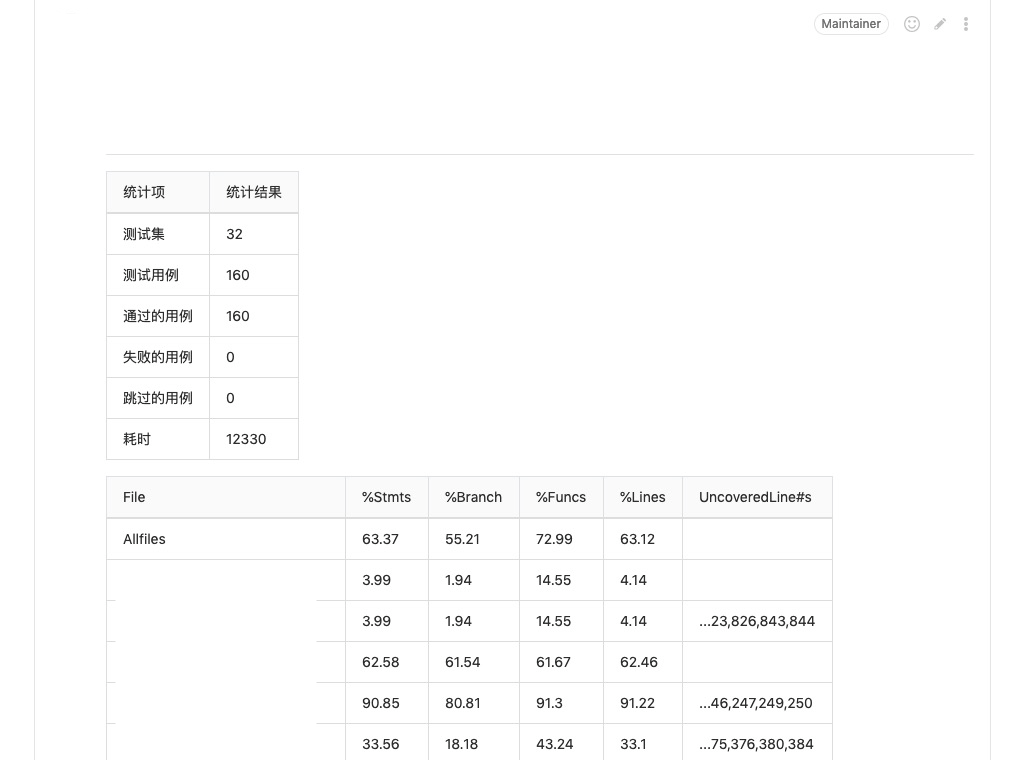 Maintainer
统计项 统计结果
测试集 32
测试用例 160
通过的用例 160
失败的用例 0
跳过的用例 0
耗时 12330
File %Stmts %Branch %Funcs %Lines UncoveredLine#s
Allfiles 63.37 55.21 72.99 63.12
3.99 1.94 14.55 4.14
3.99 1.94 14.55 4.14 ...23,826,843,844
62.58 61.54 61.67 62.46
90.85 80.81 91.3 91.22 ...46,247,249,250
33.56 18.18 43.24 33.1 ...75,376,380,384